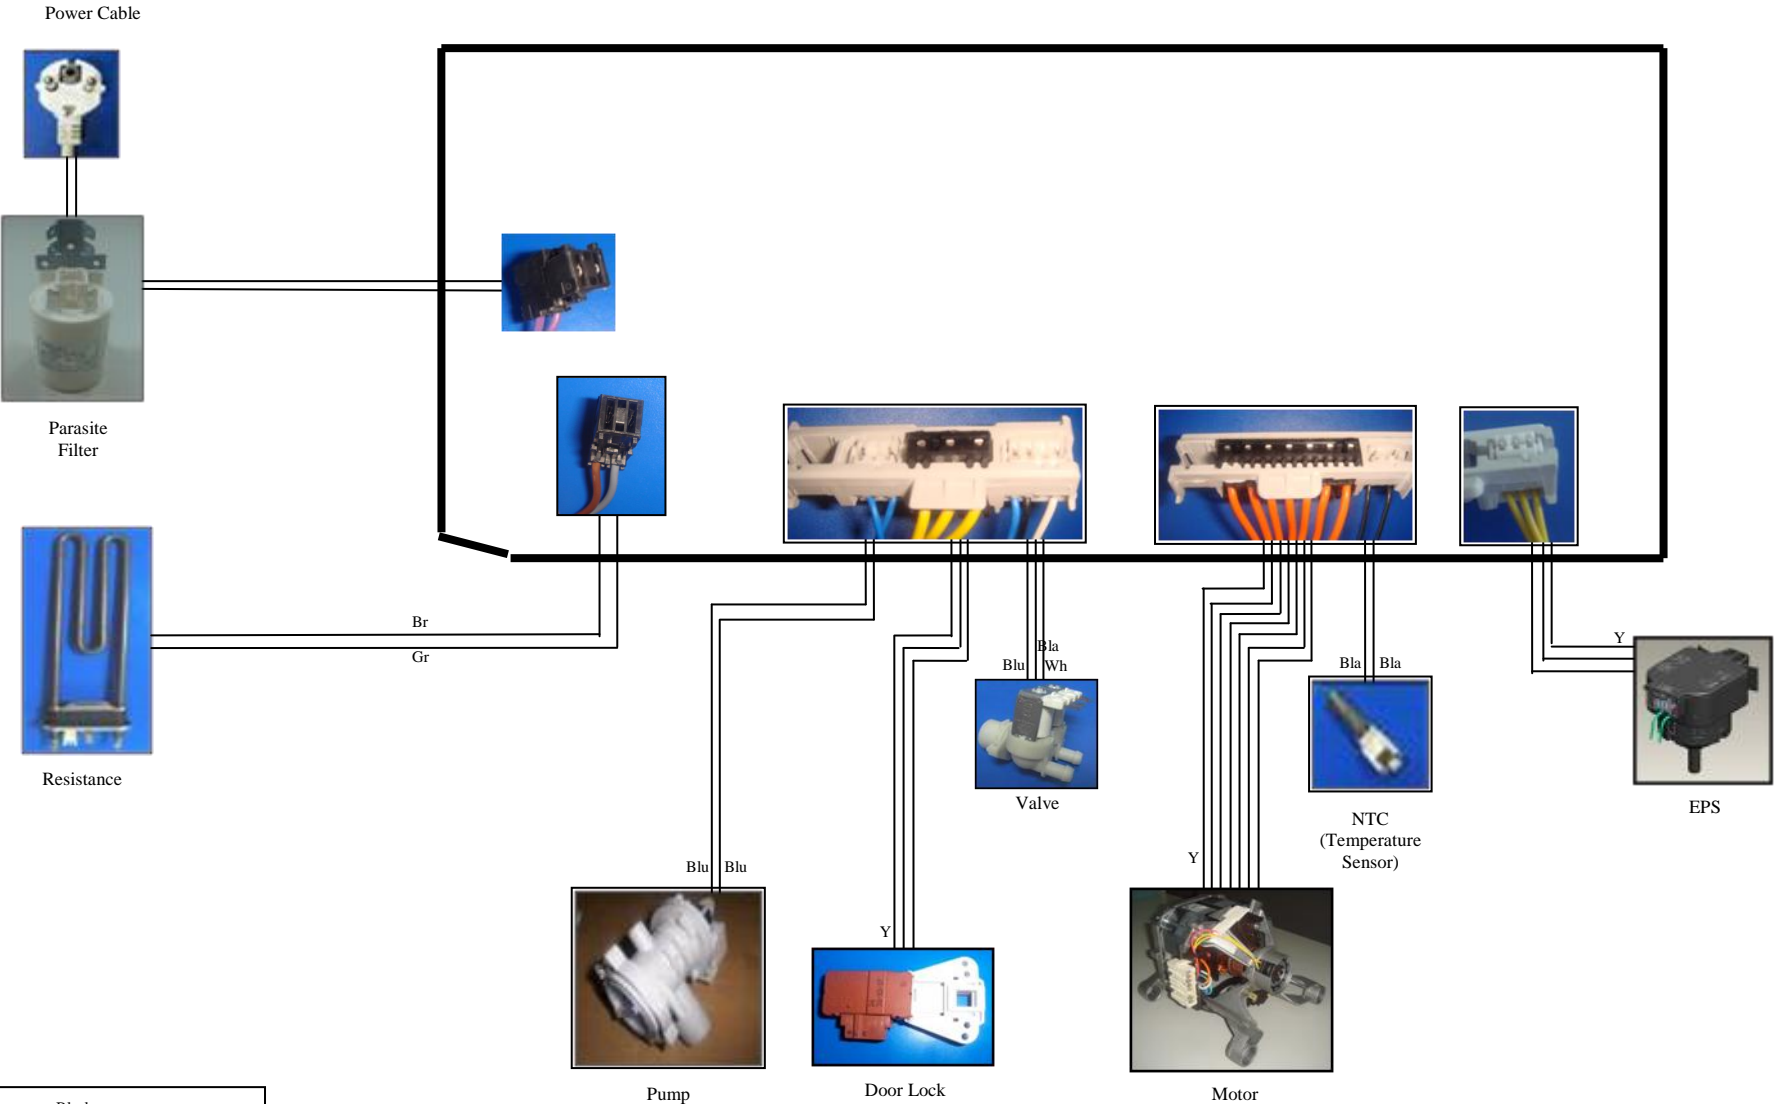 Power Cable
Parasite
Filter
Br
Gr
Resistance
Bla
Blu
Wh
Valve
Bla
Bla
NTC
(Temperature
Sensor)
Y
EPS
Blu
Blu
Pump
Y
Door Lock
Y
Motor